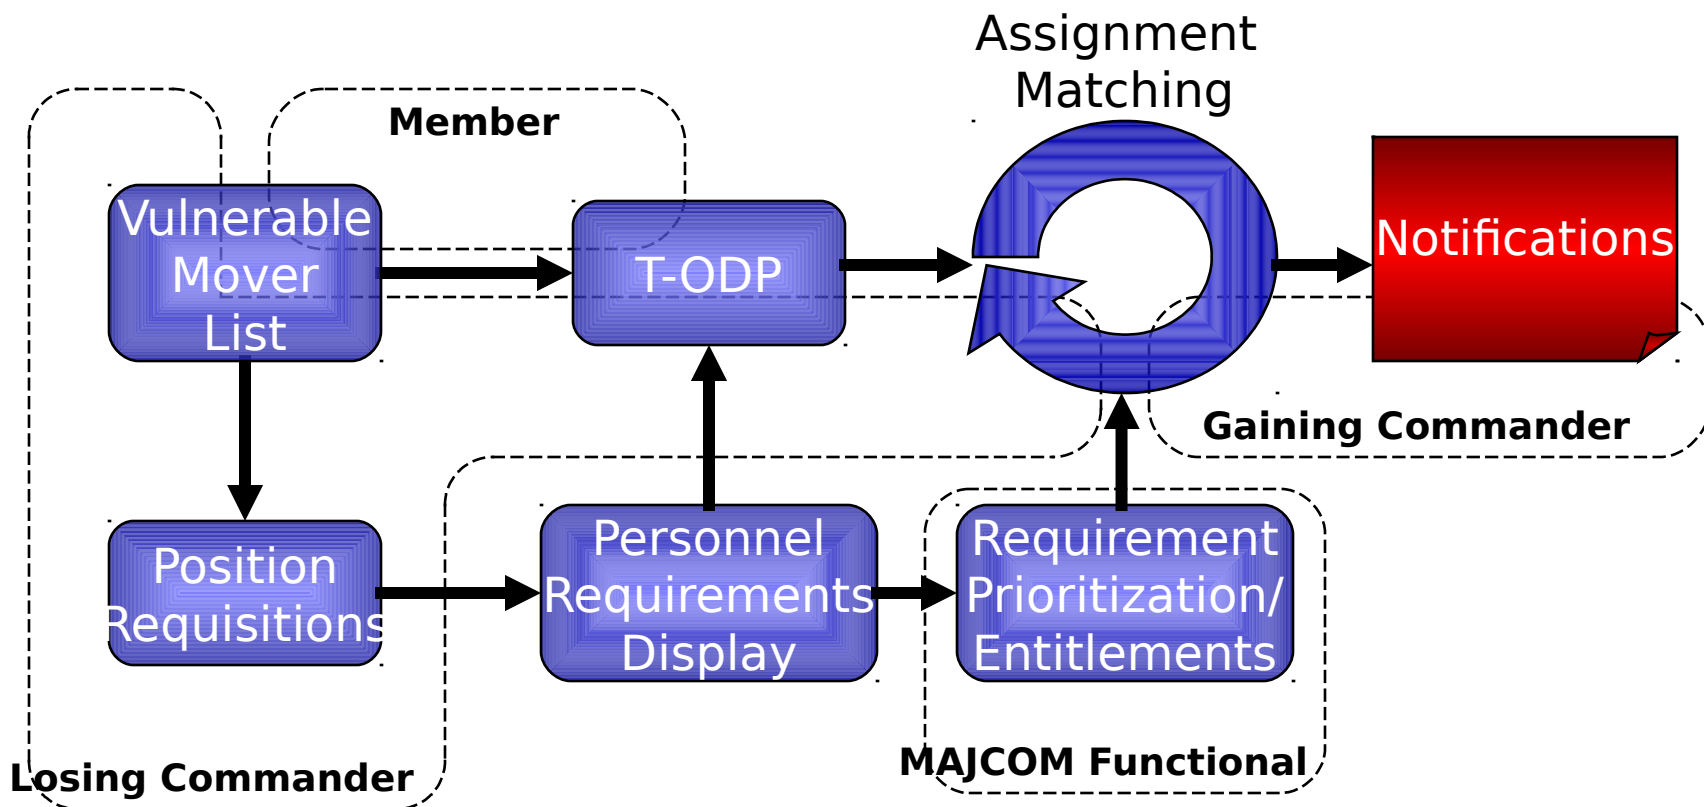 Assignment
Matching
Member
Vulnerable
Mover
List
T-ODP
Notifications
Gaining Commander
Position
Requisitions
Personnel
Requirements
Display
Requirement
Prioritization/
Entitlements
Losing Commander
MAJCOM Functional